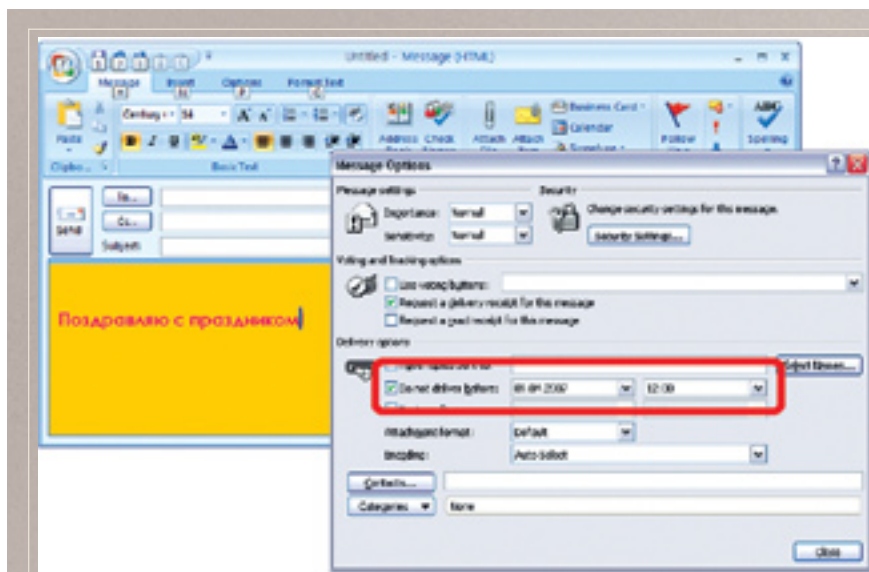 Untitled - Message (HTML)
Message Insert Options Format Text
Century 14
Business Card
Calendar
Paste Address Check Attach Attach Follow Spelling
Basic Text
To...
Cc...
Send
Subject:
Поздравляю с праздником
Message Options
Message settings Security
Importance: Normal Change security settings for this message.
Sensitivity: Normal Security Settings...
Voting and Tracking options
Use voting buttons:
Request a delivery receipt for this message
Request a read receipt for this message
Delivery options
Select Names...
Do not deliver before: 01.04.2007 12:00
Attachment format: Default
Encoding: Auto-Select
Contacts...
Categories None
Close